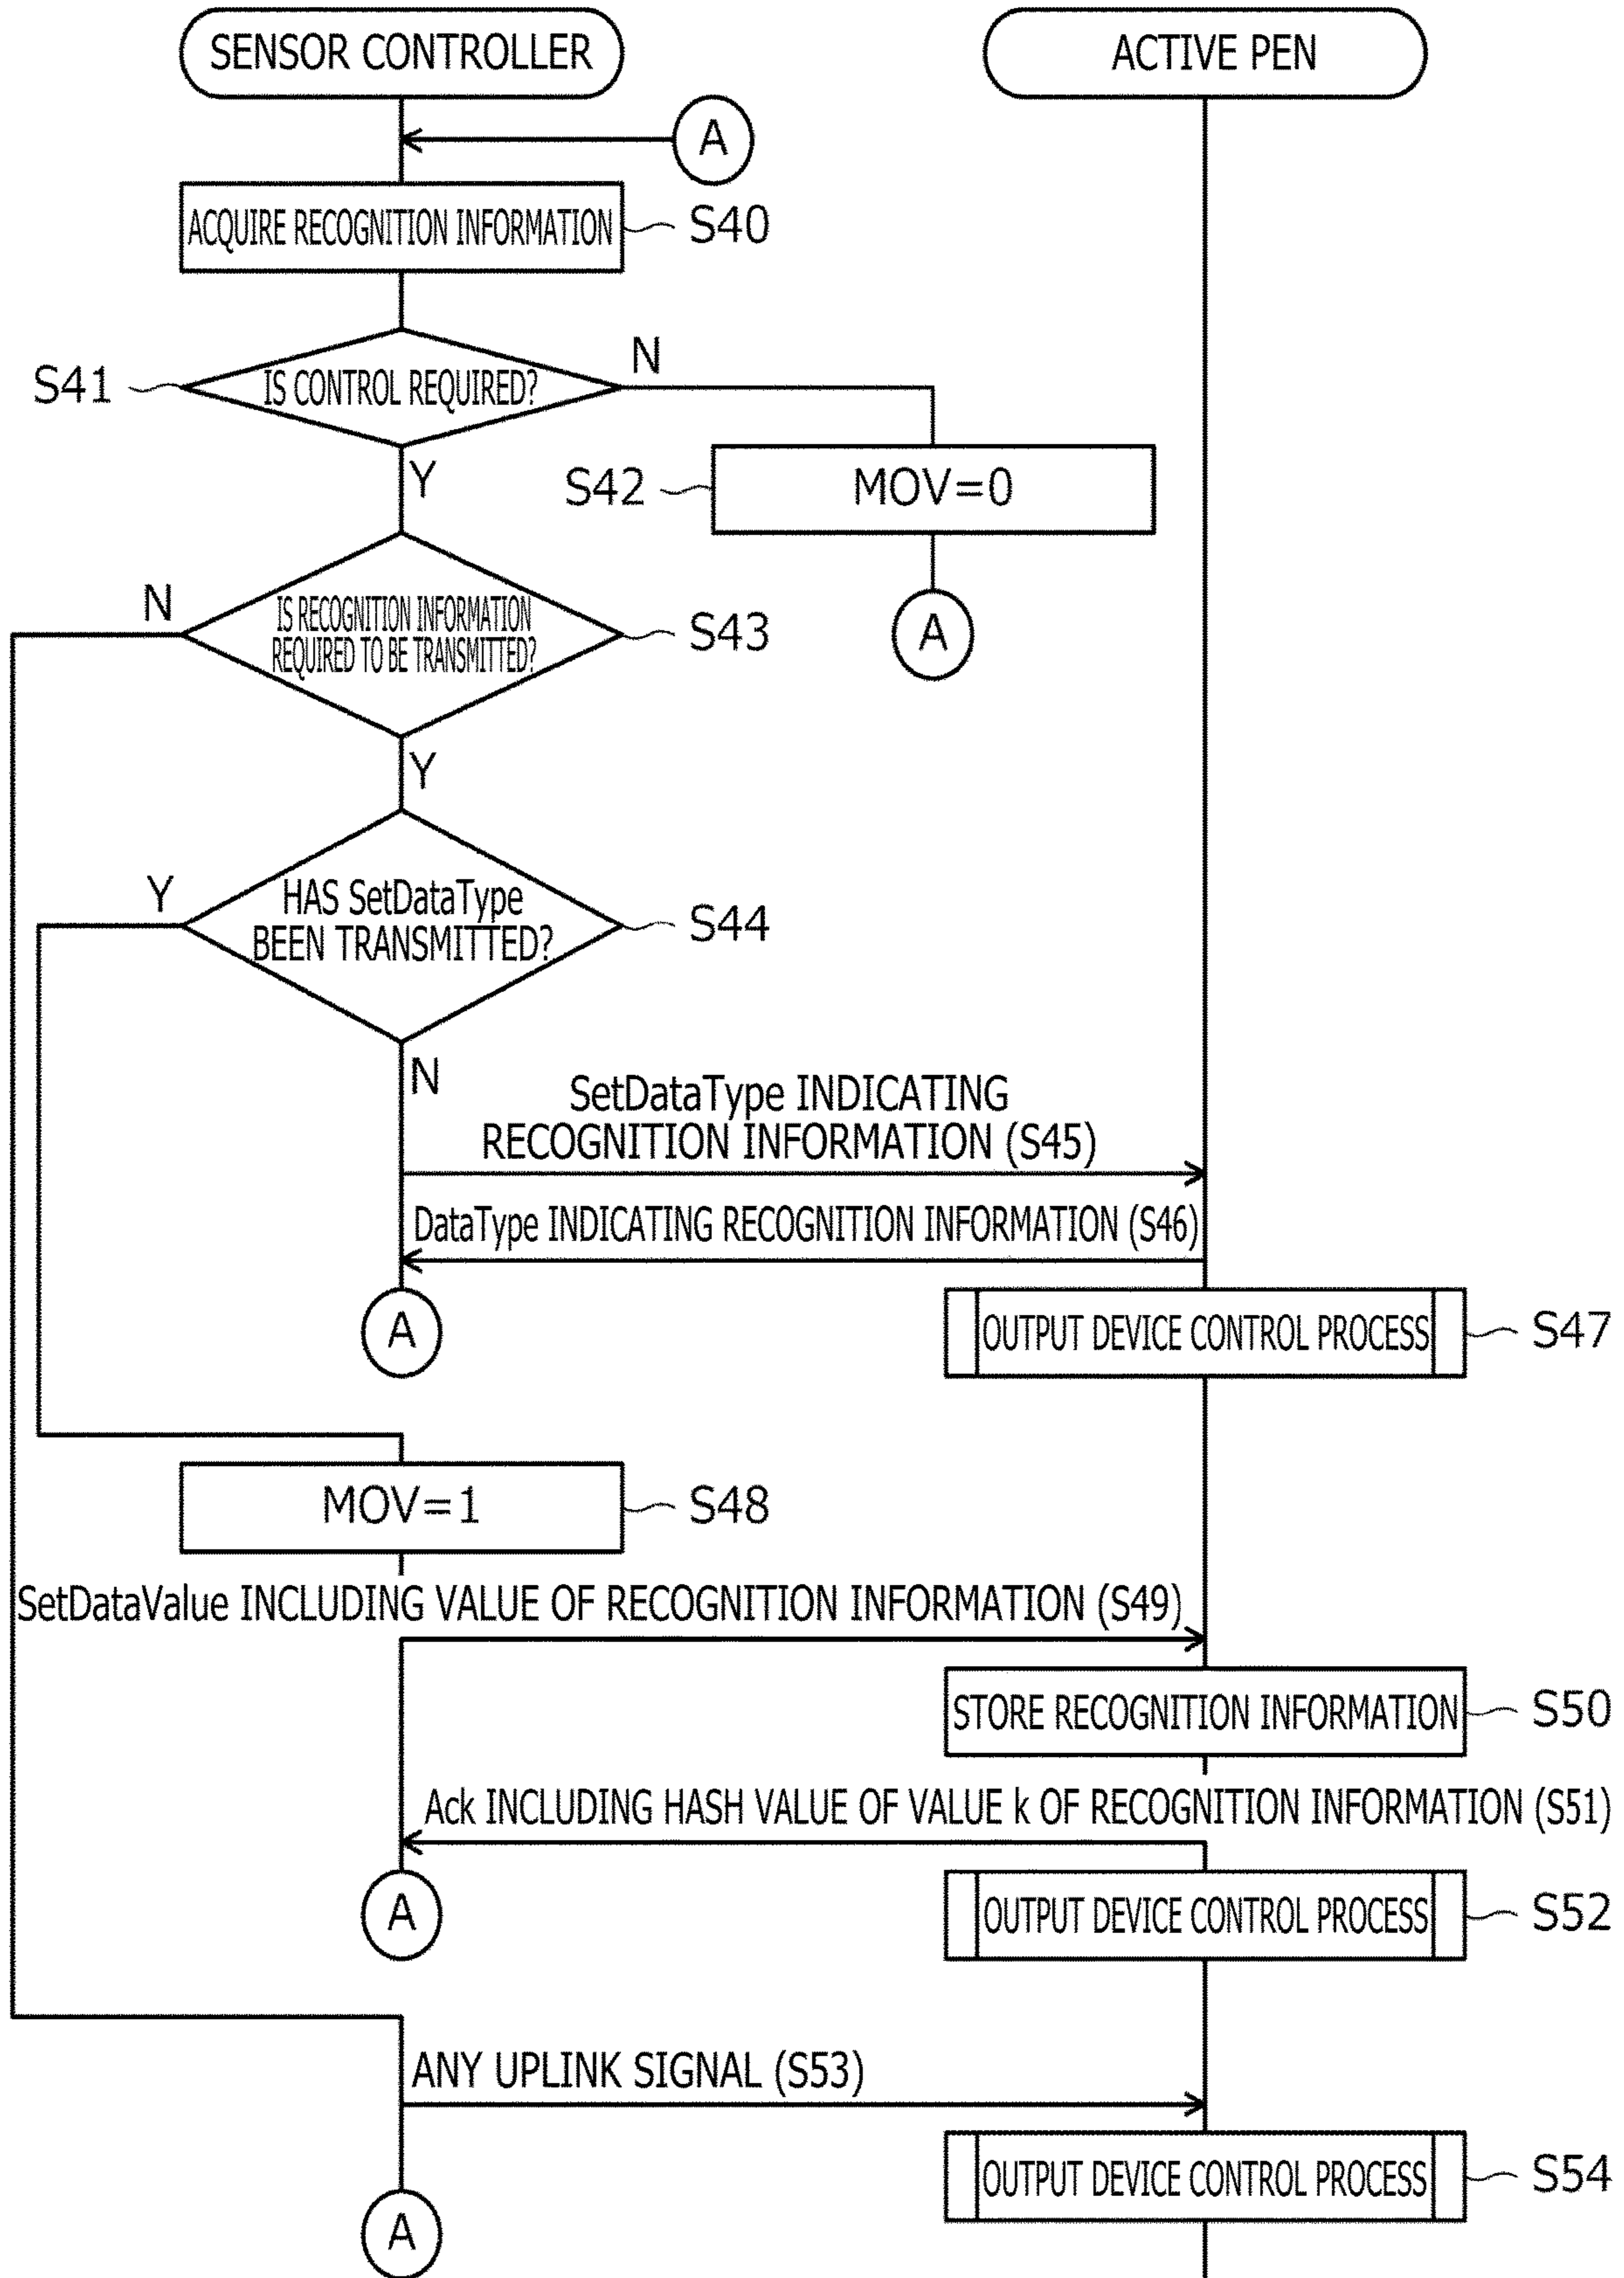 SENSOR CONTROLLER
ACTIVE PEN
A
ACQUIRE RECOGNITION INFORMATION
S40
S41
IS CONTROL REQUIRED?
N
Y
S42
MOV=0
A
N
IS RECOGNITION INFORMATION
REQUIRED TO BE TRANSMITTED?
S43
Y
Y
HAS SetDataType
BEEN TRANSMITTED?
S44
N
SetDataType INDICATING
RECOGNITION INFORMATION (S45)
DataType INDICATING RECOGNITION INFORMATION (S46)
A
OUTPUT DEVICE CONTROL PROCESS
S47
MOV=1
S48
SetDataValue INCLUDING VALUE OF RECOGNITION INFORMATION (S49)
STORE RECOGNITION INFORMATION
S50
Ack INCLUDING HASH VALUE OF VALUE k OF RECOGNITION INFORMATION (S51)
A
OUTPUT DEVICE CONTROL PROCESS
S52
ANY UPLINK SIGNAL (S53)
OUTPUT DEVICE CONTROL PROCESS
S54
A